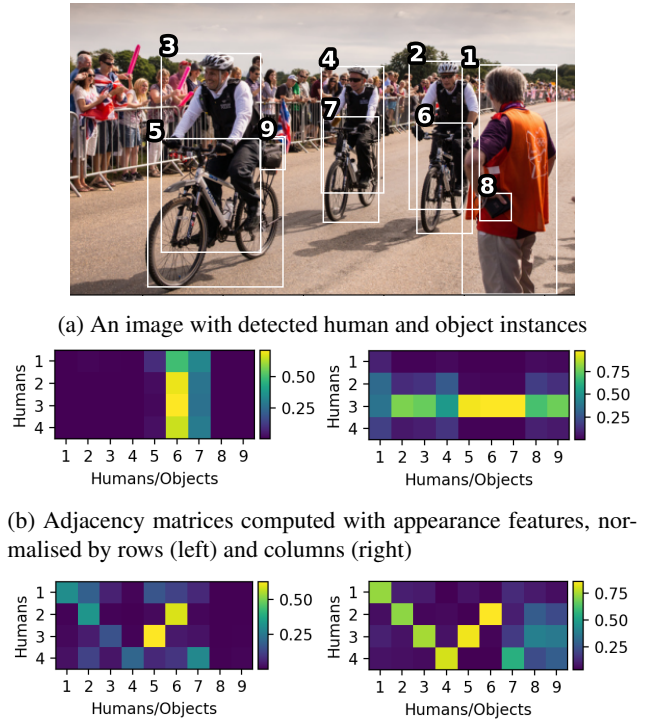 3
4
2
1
5
7
9
6
8
(a) An image with detected human and object instances
Humans
1
2
3
4
1 2 3 4 5 6 7 8 9
Humans/Objects
0.50
0.25
Humans
1
2
3
4
1 2 3 4 5 6 7 8 9
Humans/Objects
0.75
0.50
0.25
(b) Adjacency matrices computed with appearance features, nor-
malised by rows (left) and columns (right)
Humans
1
2
3
4
1 2 3 4 5 6 7 8 9
Humans/Objects
0.50
0.25
Humans
1
2
3
4
1 2 3 4 5 6 7 8 9
Humans/Objects
0.75
0.50
0.25